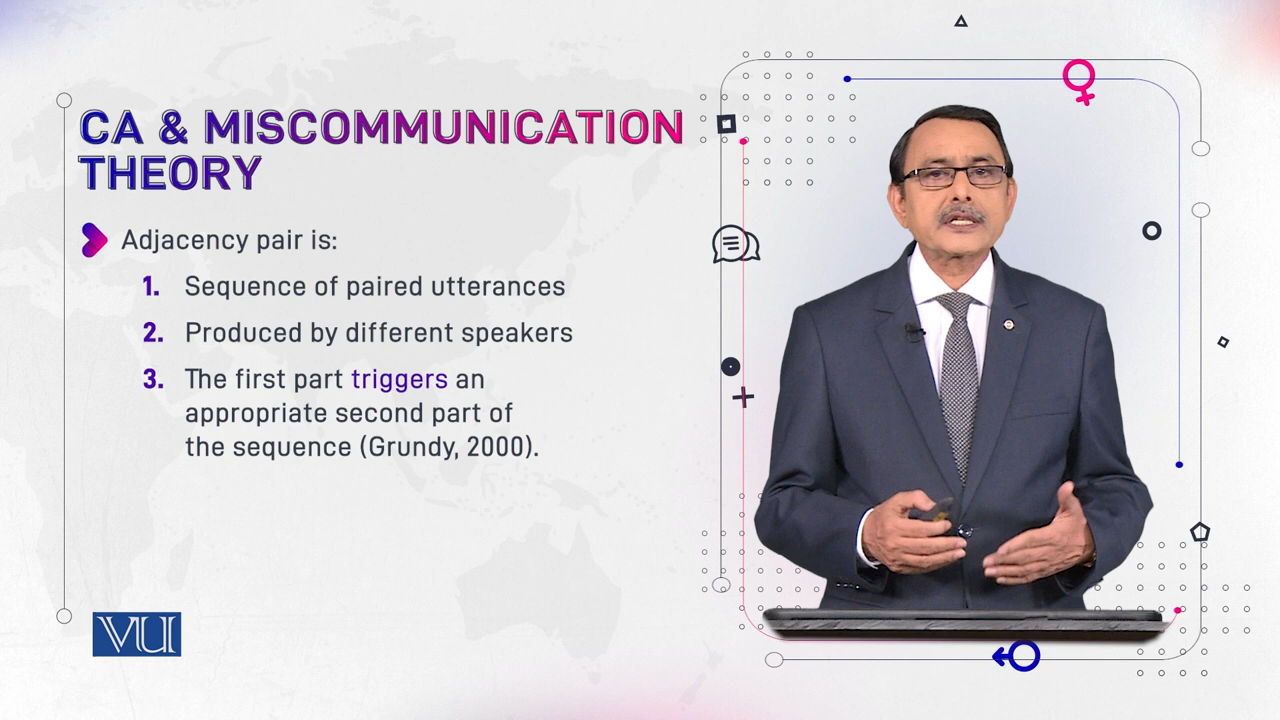 CA & MISCOMMUNICATION
THEORY
Adjacency pair is:
1. Sequence of paired utterances
2. Produced by different speakers
3. The first part triggers an
appropriate second part of
the sequence (Grundy, 2000).
VU